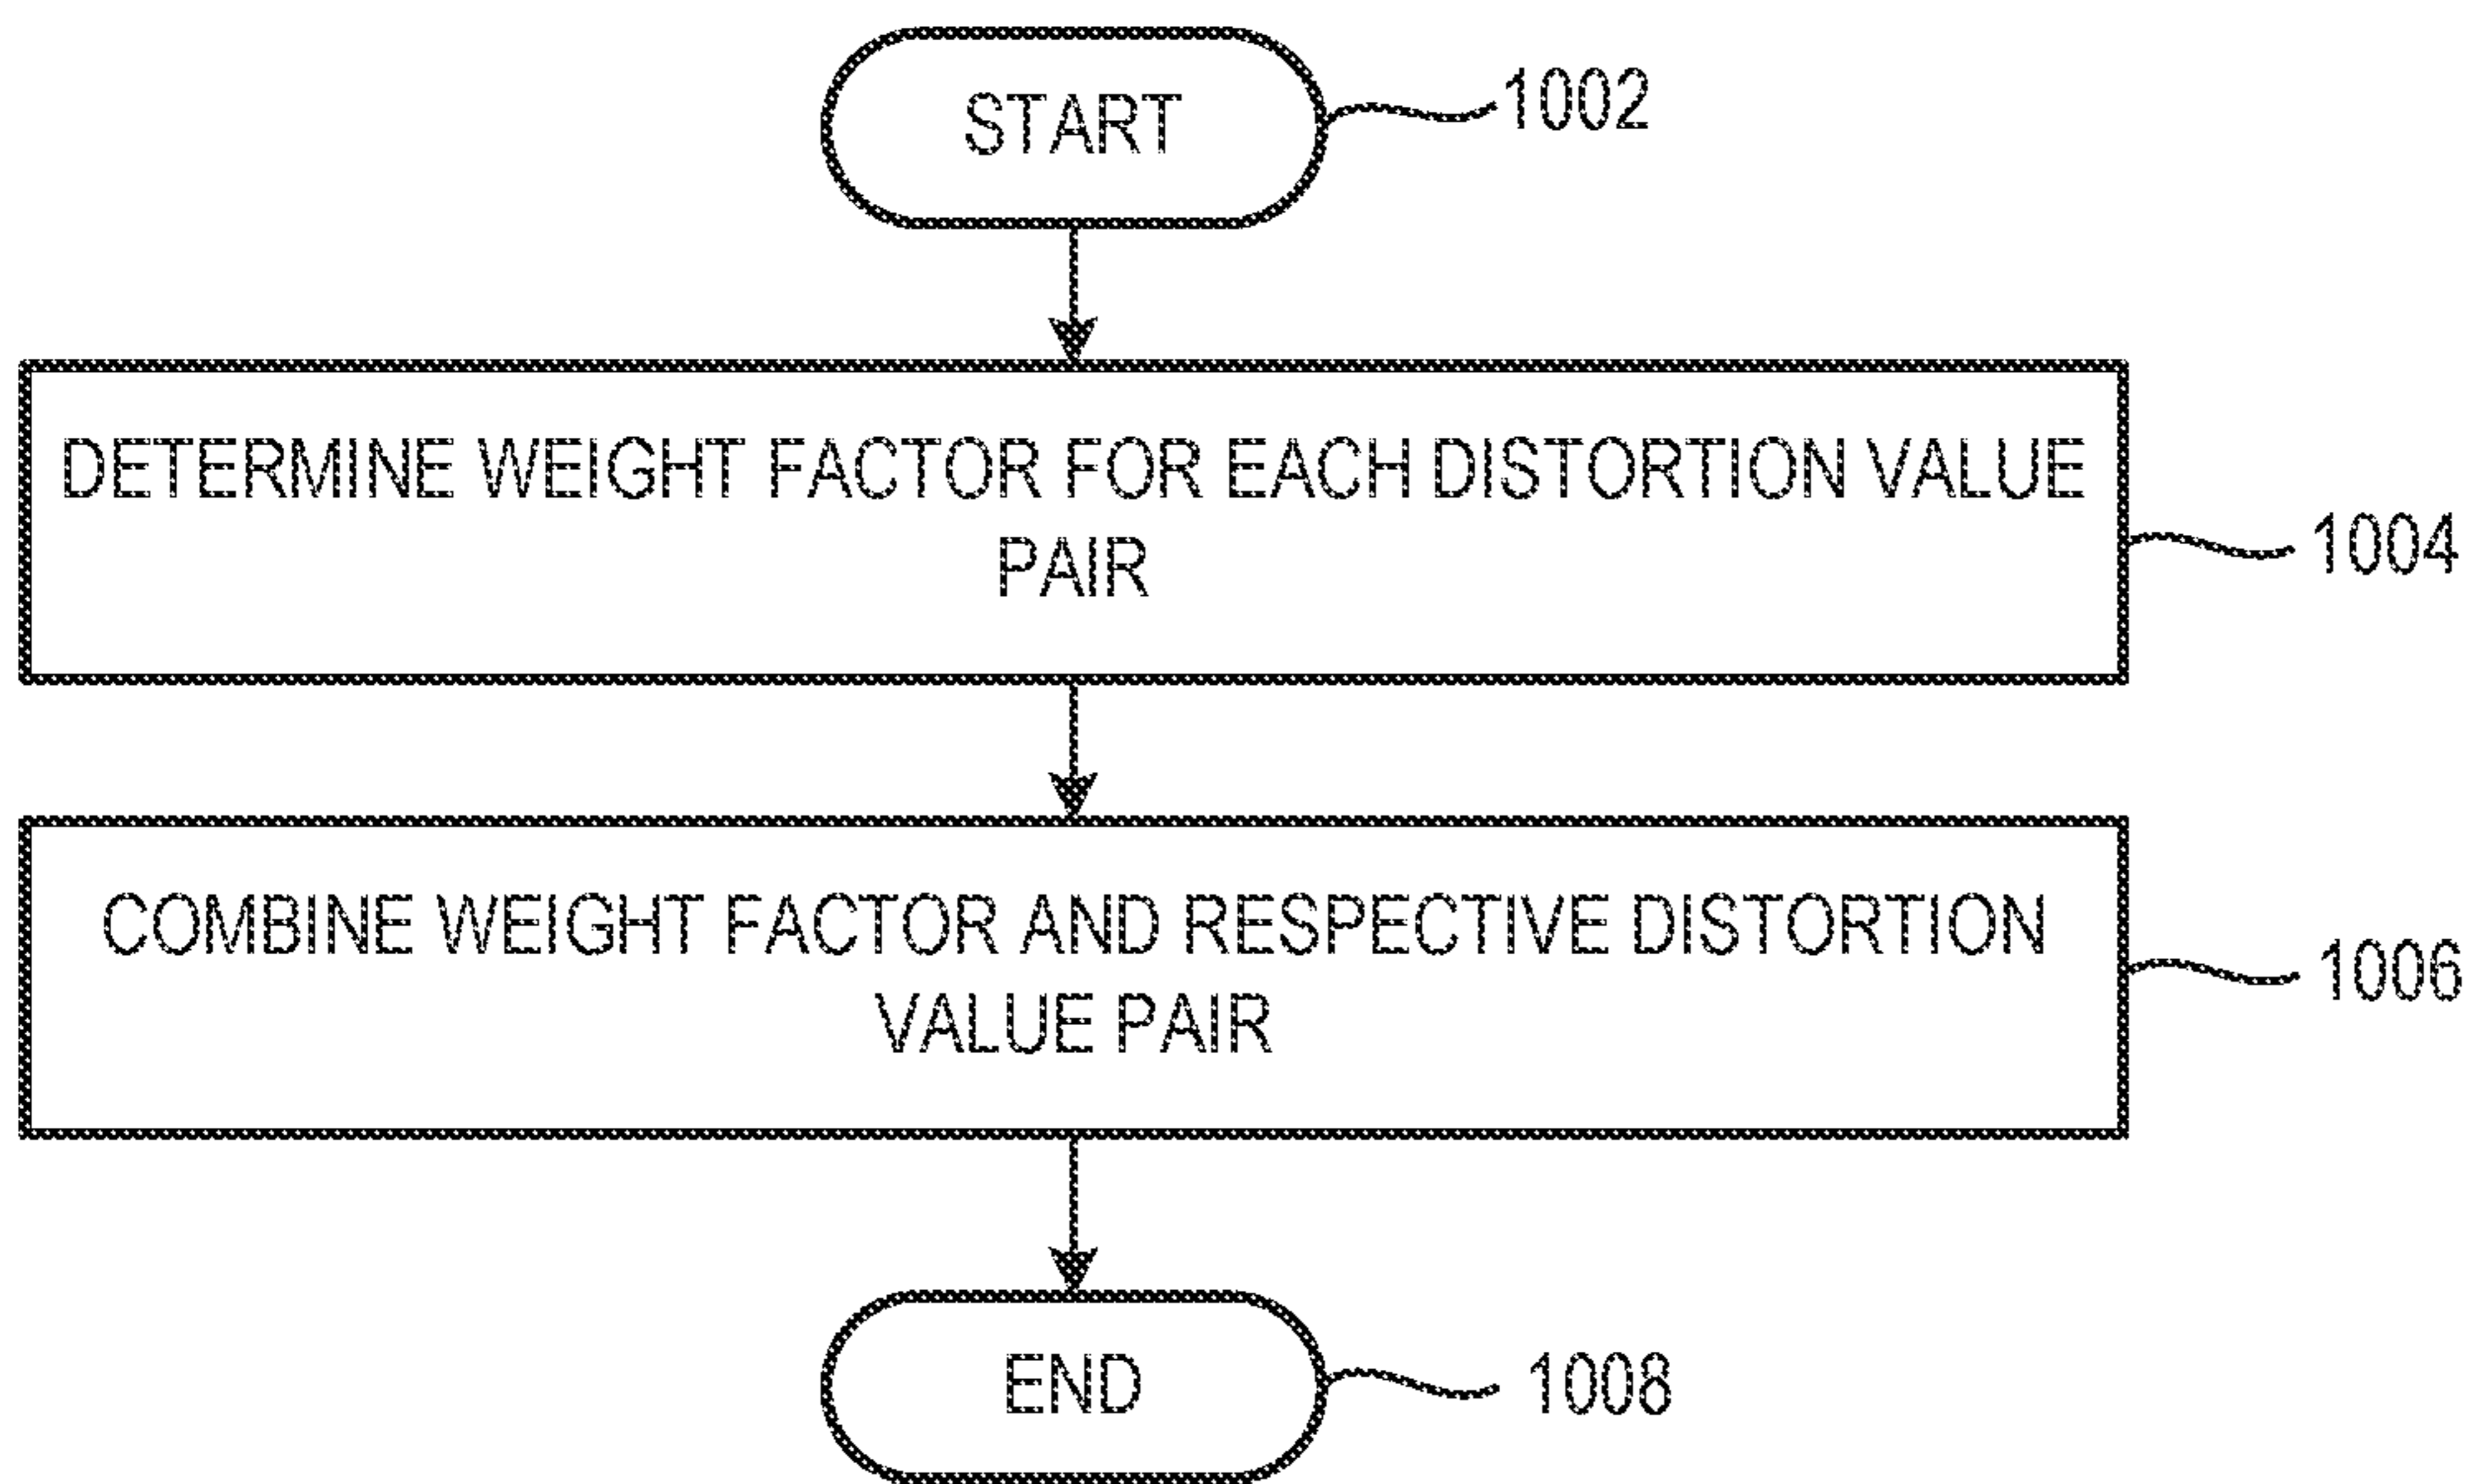 START
1002
DETERMINE WEIGHT FACTOR FOR EACH DISTORTION VALUE
PAIR
1004
COMBINE WEIGHT FACTOR AND RESPECTIVE DISTORTION
VALUE PAIR
1006
END
1008